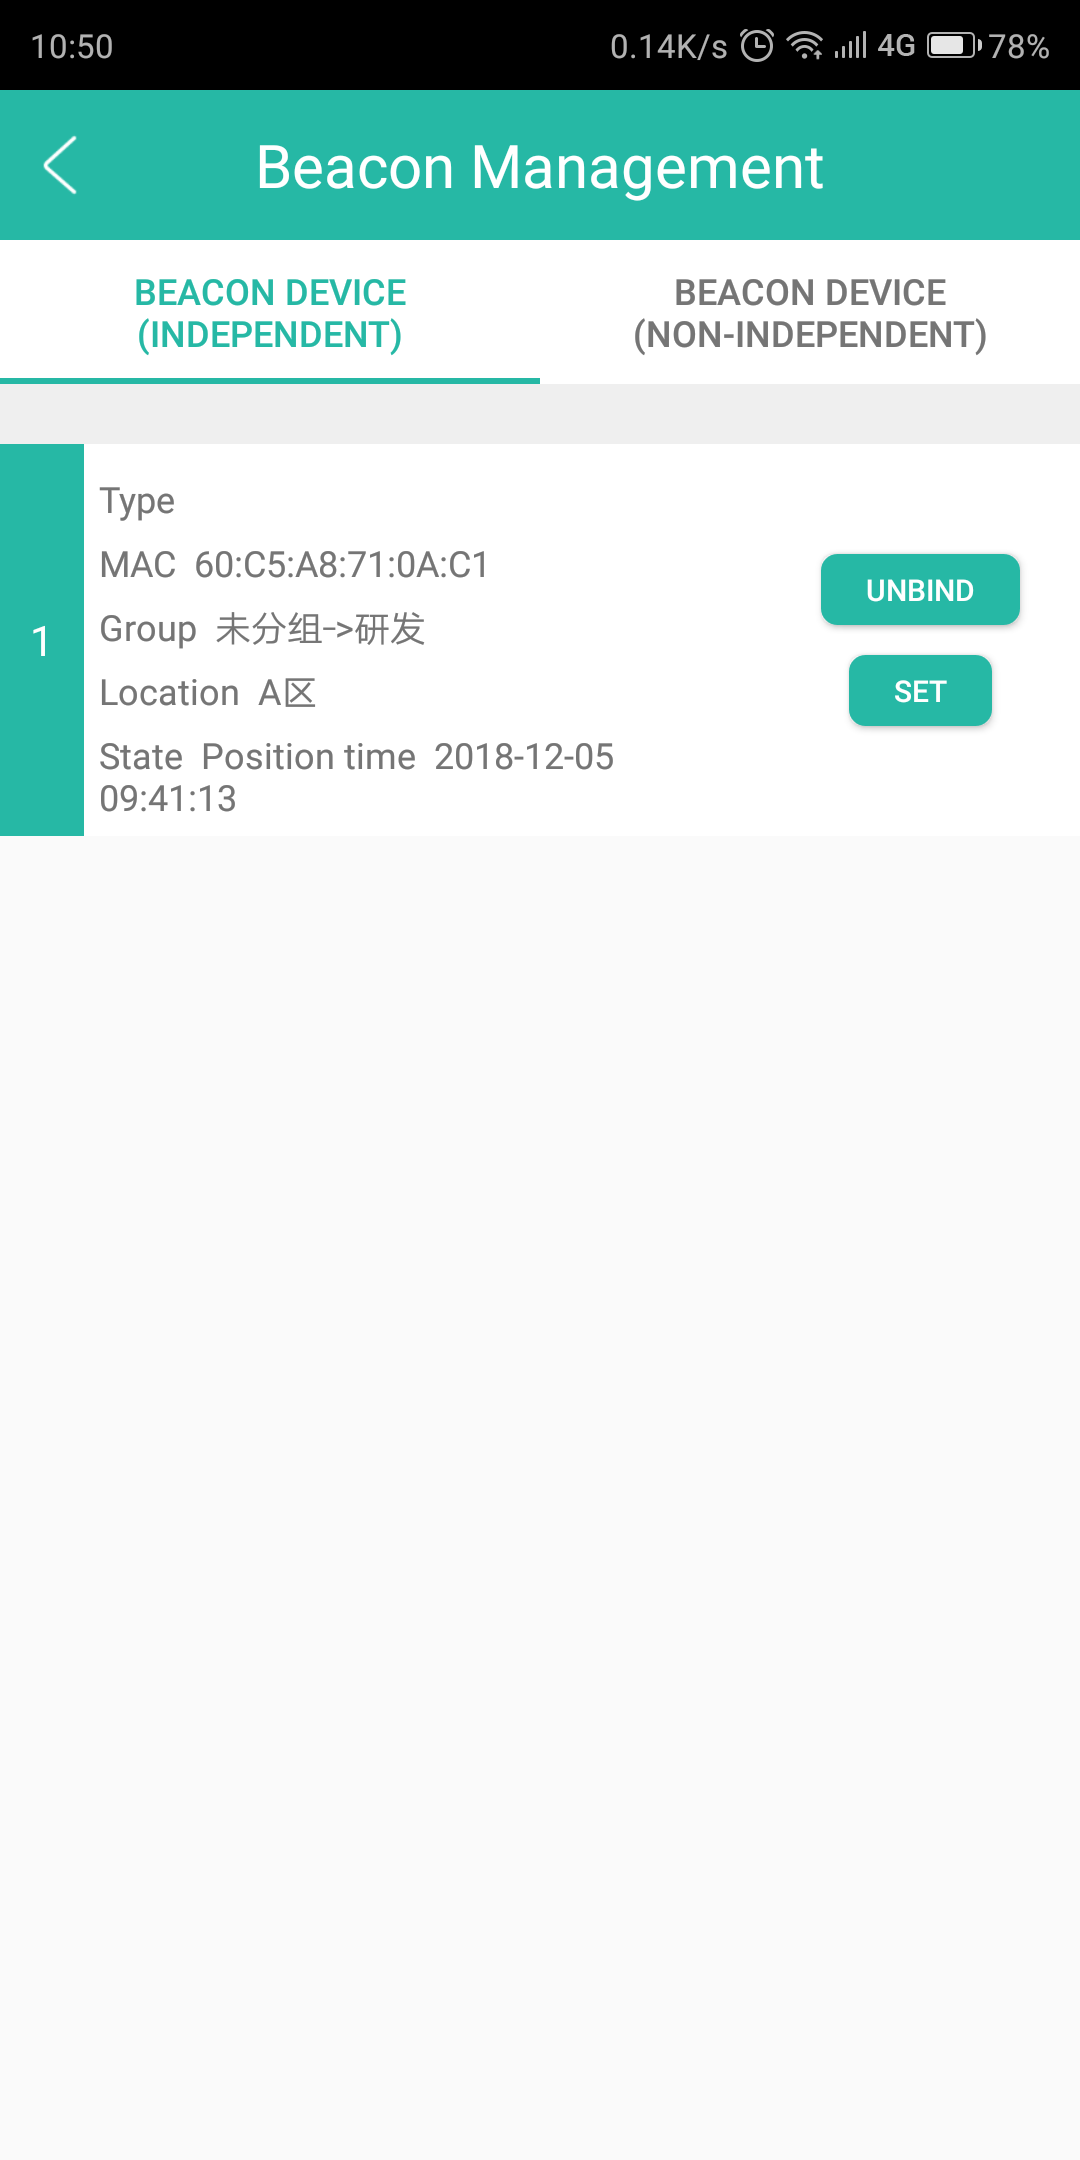 10:50 0.14K/s 4G 78%
Beacon Management
BEACON DEVICE (INDEPENDENT)
BEACON DEVICE (NON-INDEPENDENT)
1
Type
MAC 60:C5:A8:71:0A:C1
Group 未分组->研发
Location A区
State Position time 2018-12-05
09:41:13
UNBIND
SET